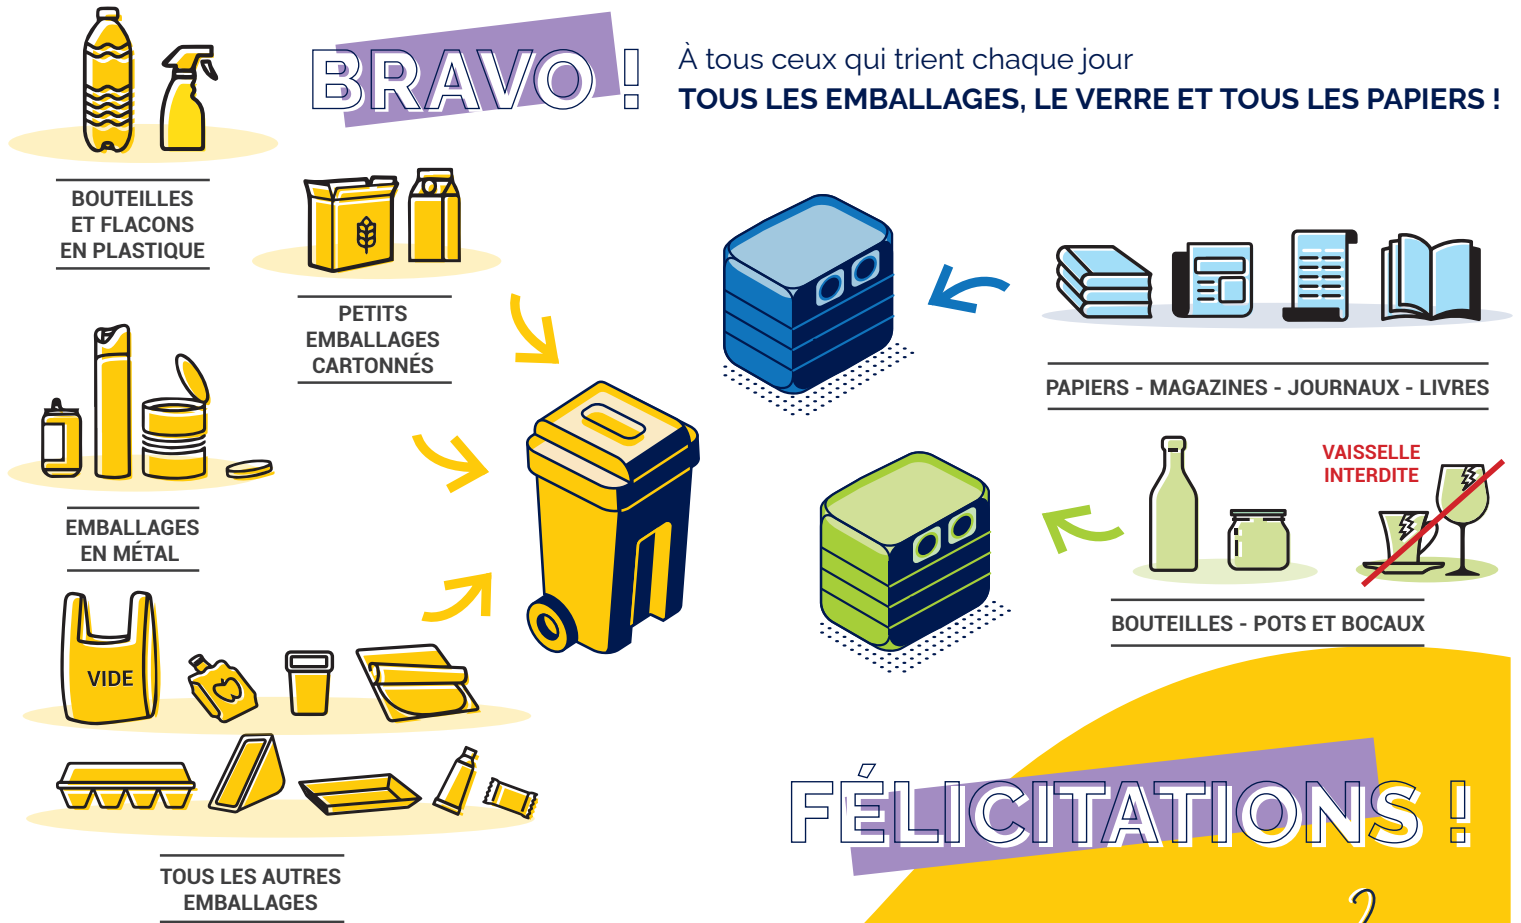 BRAVO !
À tous ceux qui trient chaque jour
TOUS LES EMBALLAGES, LE VERRE ET TOUS LES PAPIERS !
BOUTEILLES
ET FLACONS
EN PLASTIQUE
PETITS
EMBALLAGES
CARTONNÉS
EMBALLAGES
EN MÉTAL
VIDE
TOUS LES AUTRES
EMBALLAGES
PAPIERS - MAGAZINES - JOURNAUX - LIVRES
VAISSELLE
INTERDITE
BOUTEILLES - POTS ET BOCAUX
FÉLICITATIONS !